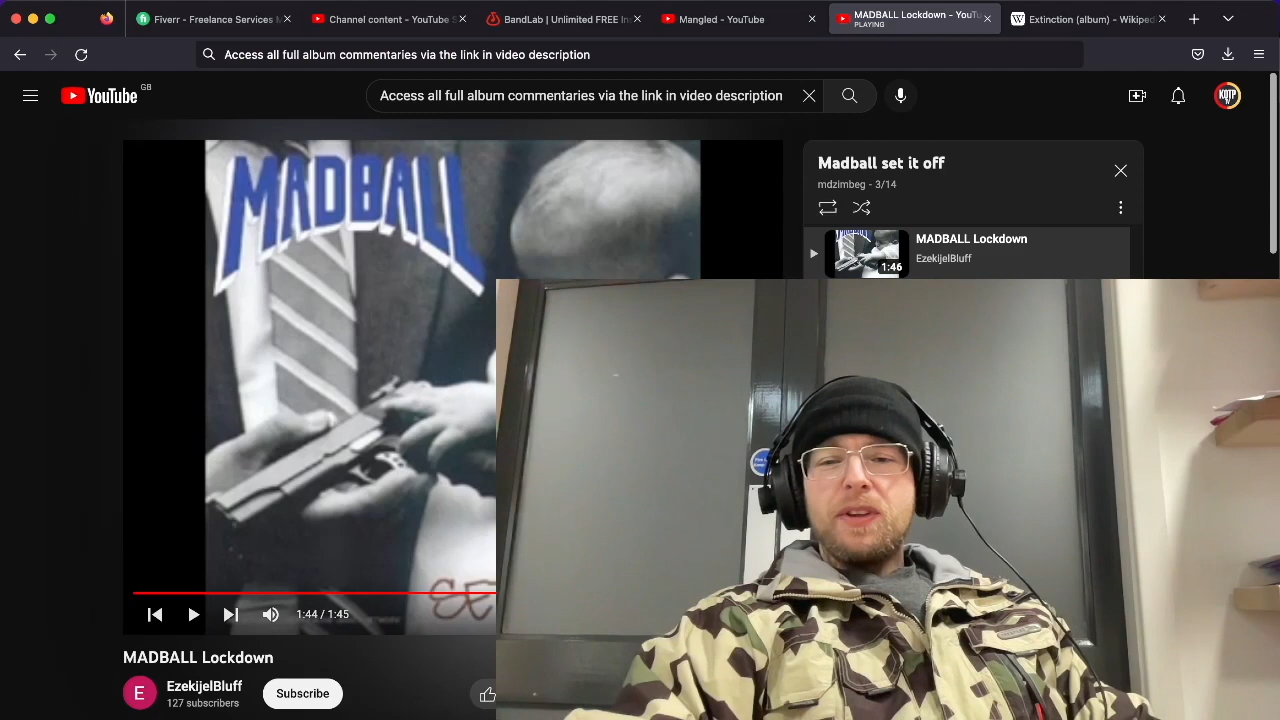 Fiverr - Freelance Services M
Channel content - YouTube S
BandLab | Unlimited FREE In
Mangled - YouTube
MADBALL Lockdown - YouTu
PLAYING
Extinction (album) - Wikiped
Access all full album commentaries via the link in video description
YouTube GB
Access all full album commentaries via the link in video description
KQTP
MADBALL
Madball set it off
mdzimbeg - 3/14
MADBALL Lockdown
EzekijelBluff
1:46
SE
1:44 / 1:45
MADBALL Lockdown
E
EzekijelBluff
127 subscribers
Subscribe